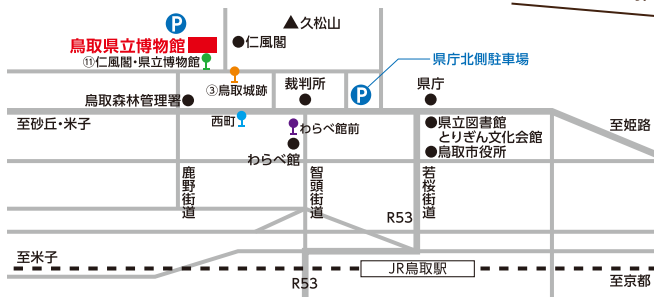 P
▲久松山
鳥取県立博物館
●仁風閣
⑪仁風閣・県立博物館
県庁北側駐車場
③鳥取城跡
裁判所
P
県庁
鳥取森林管理署●
至砂丘・米子
西町
わらべ館前
●県立図書館
とりぎん文化会館
●鳥取市役所
至姫路
わらべ館
鹿野街道
智頭街道
若桜街道
R53
至米子
JR鳥取駅
R53
至京都